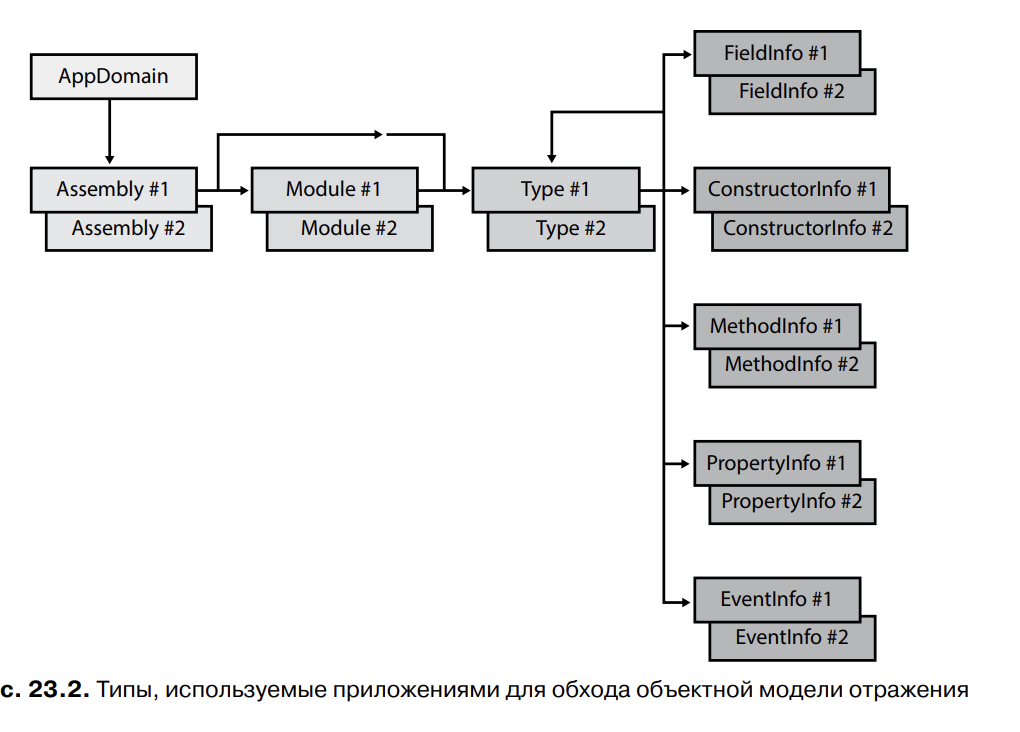 AppDomain
Assembly #1
Assembly #2
Module #1
Module #2
Type #1
Type #2
FieldInfo #1
FieldInfo #2
ConstructorInfo #1
ConstructorInfo #2
MethodInfo #1
MethodInfo #2
PropertyInfo #1
PropertyInfo #2
EventInfo #1
EventInfo #2
с. 23.2. Типы, используемые приложениями для обхода объектной модели отражения